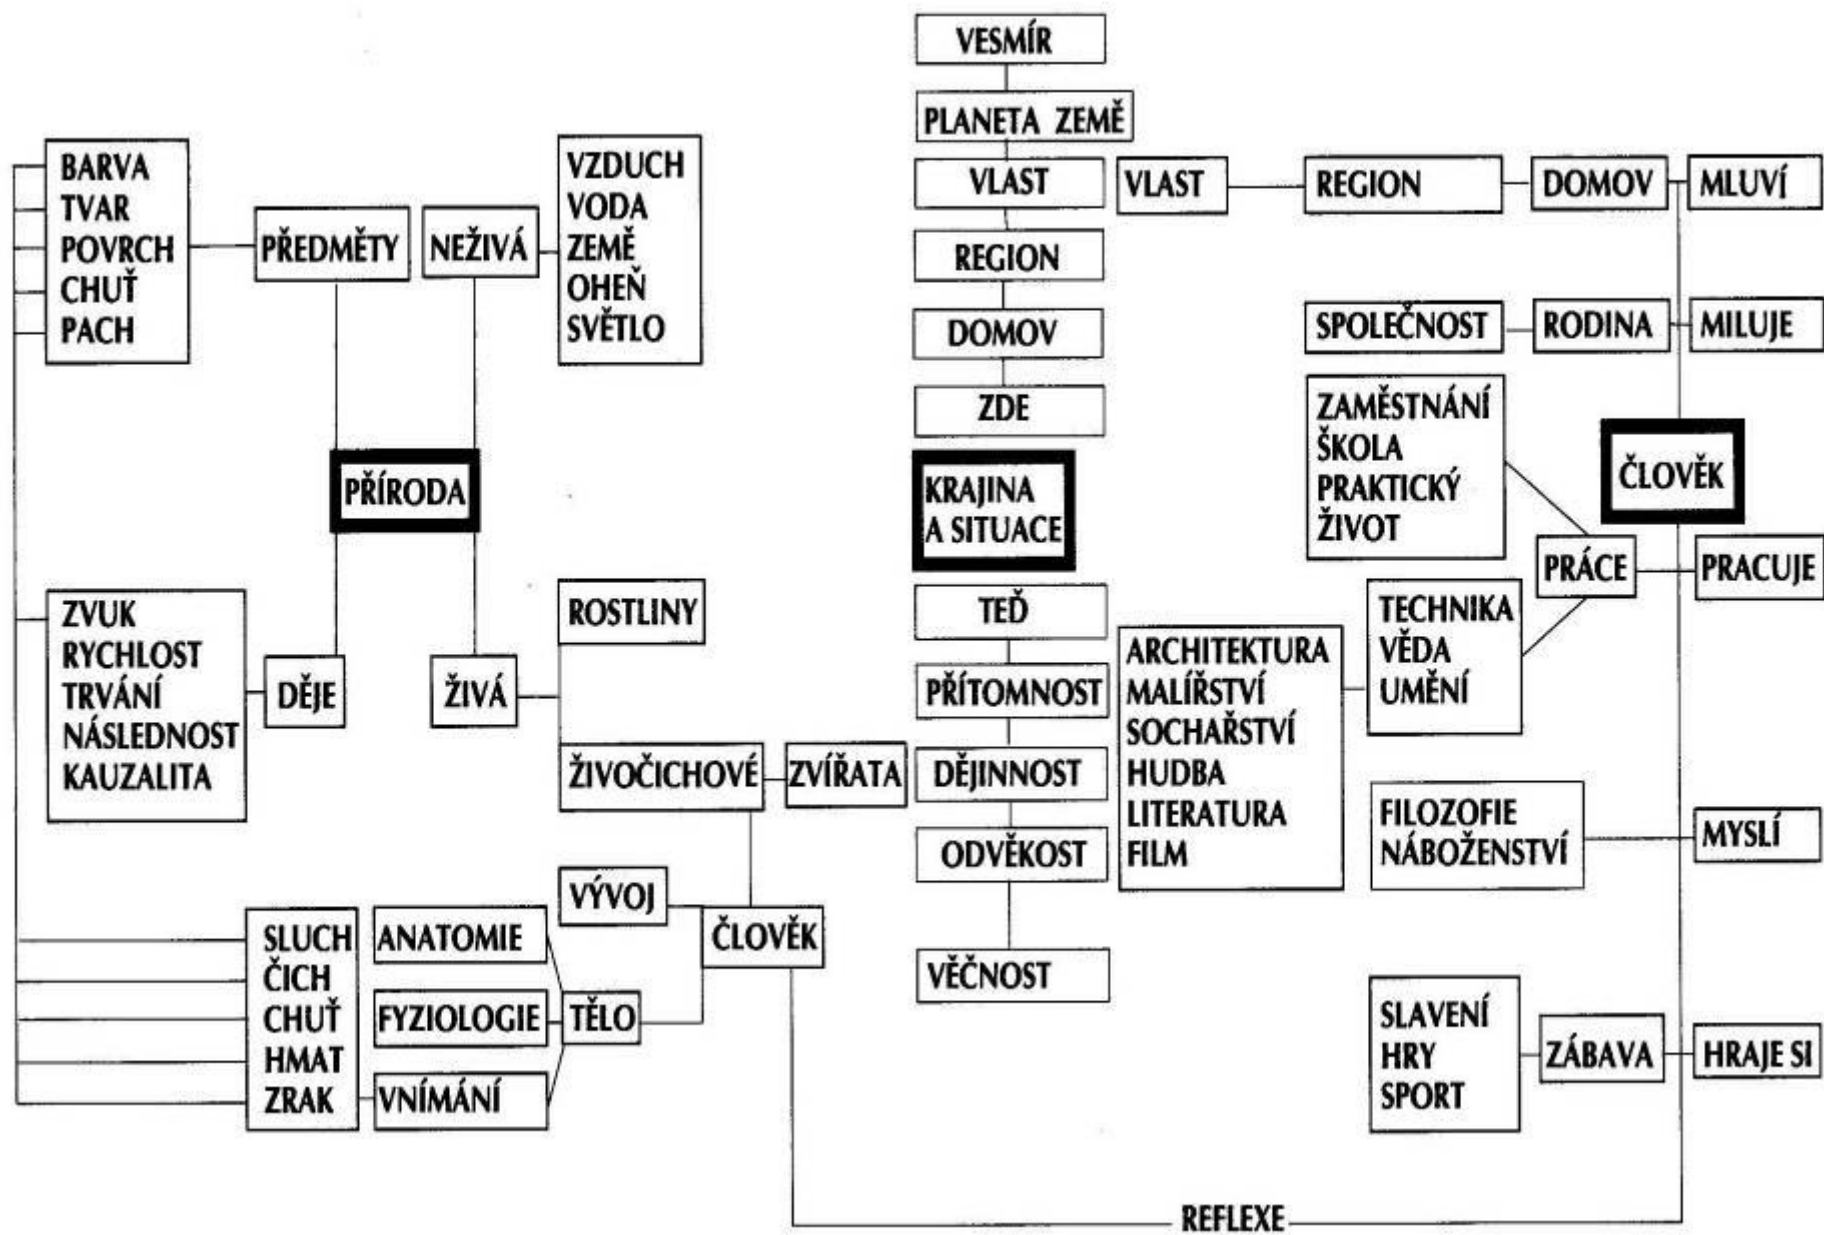 BARVA
TVAR
POVRCH
CHUŤ
PACH
PŘEDMĚTY
NEŽIVÁ
VZDUCH
VODA
ZEMĚ
OHEŇ
SVĚTLO
PŘÍRODA
ZVUK
RYCHLOST
TRVÁNÍ
NÁSLEDNOST
KAUZALITA
DĚJE
ŽIVÁ
ROSTLINY
ŽIVOČICHOVÉ
ZVÍŘATA
VÝVOJ
ČLOVĚK
SLUCH
ČICH
CHUŤ
HMAT
ZRAK
ANATOMIE
FYZIOLOGIE
VNÍMÁNÍ
TĚLO
VESMÍR
PLANETA ZEMĚ
VLAST
REGION
DOMOV
ZDE
KRAJINA
A SITUACE
TEĎ
PŘÍTOMNOST
DĚJINNOST
ODVĚKOST
VĚČNOST
VLAST
REGION
DOMOV
MLUVÍ
SPOLEČNOST
RODINA
MILUJE
ZAMĚSTNÁNÍ
ŠKOLA
PRAKTICKÝ
ŽIVOT
ČLOVĚK
PRÁCE
PRACUJE
TECHNIKA
VĚDA
UMĚNÍ
ARCHITEKTURA
MALÍŘSTVÍ
SOCHAŘSTVÍ
HUDBA
LITERATURA
FILM
FILOZOFIE
NÁBOŽENSTVÍ
MYSLÍ
SLAVENÍ
HRY
SPORT
ZÁBAVA
HRAJE SI
REFLEXE